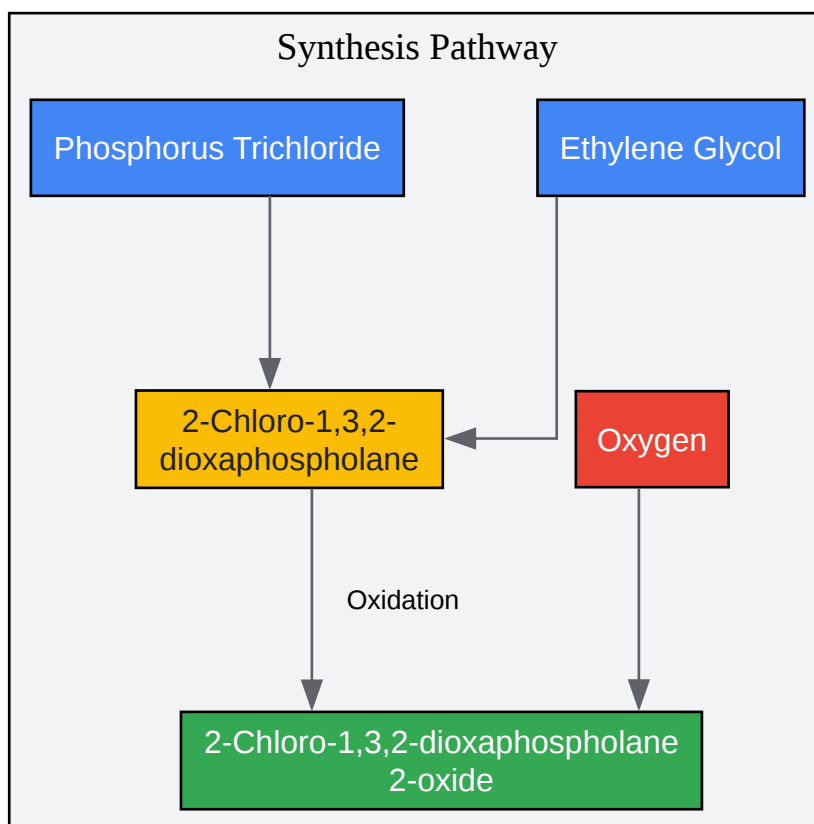 Synthesis Pathway
Phosphorus Trichloride
Ethylene Glycol
2-Chloro-1,3,2-
dioxaphospholane
Oxygen
Oxidation
2-Chloro-1,3,2-dioxaphospholane
2-oxide